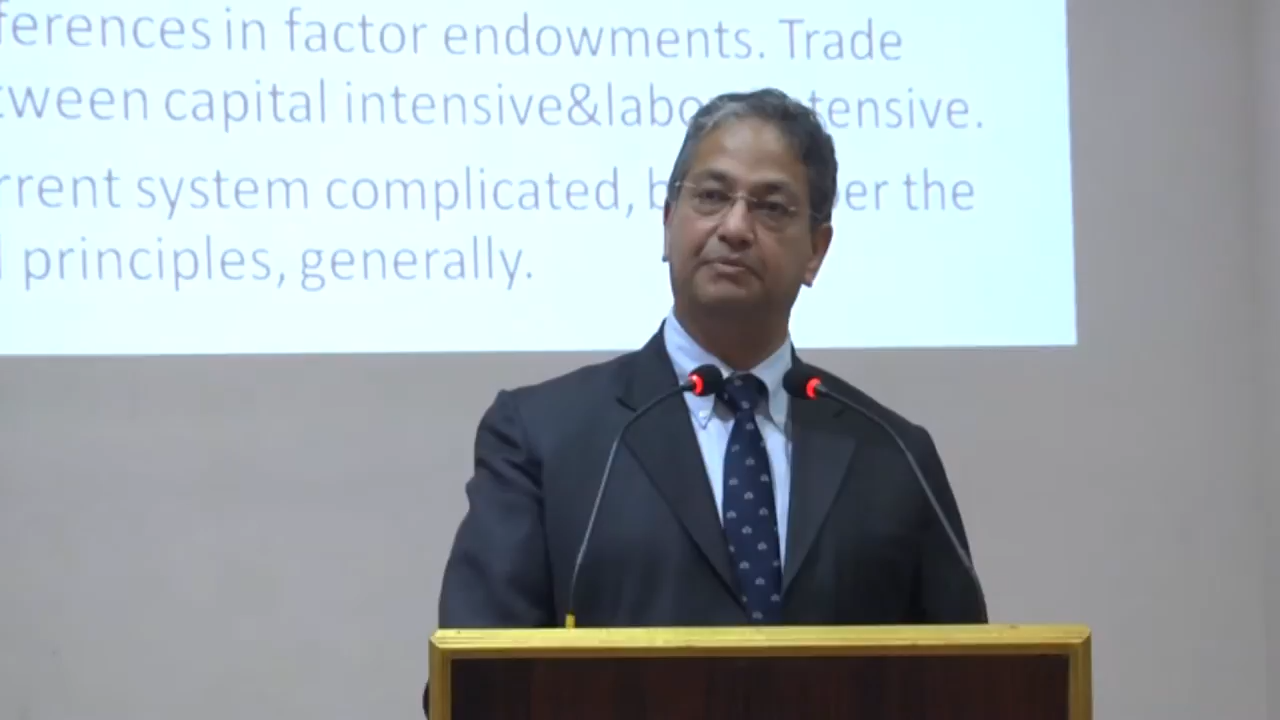 ferences in factor endowments. Trade
tween capital intensive&labo tensive.
rrent system complicated, b er the
principles, generally.